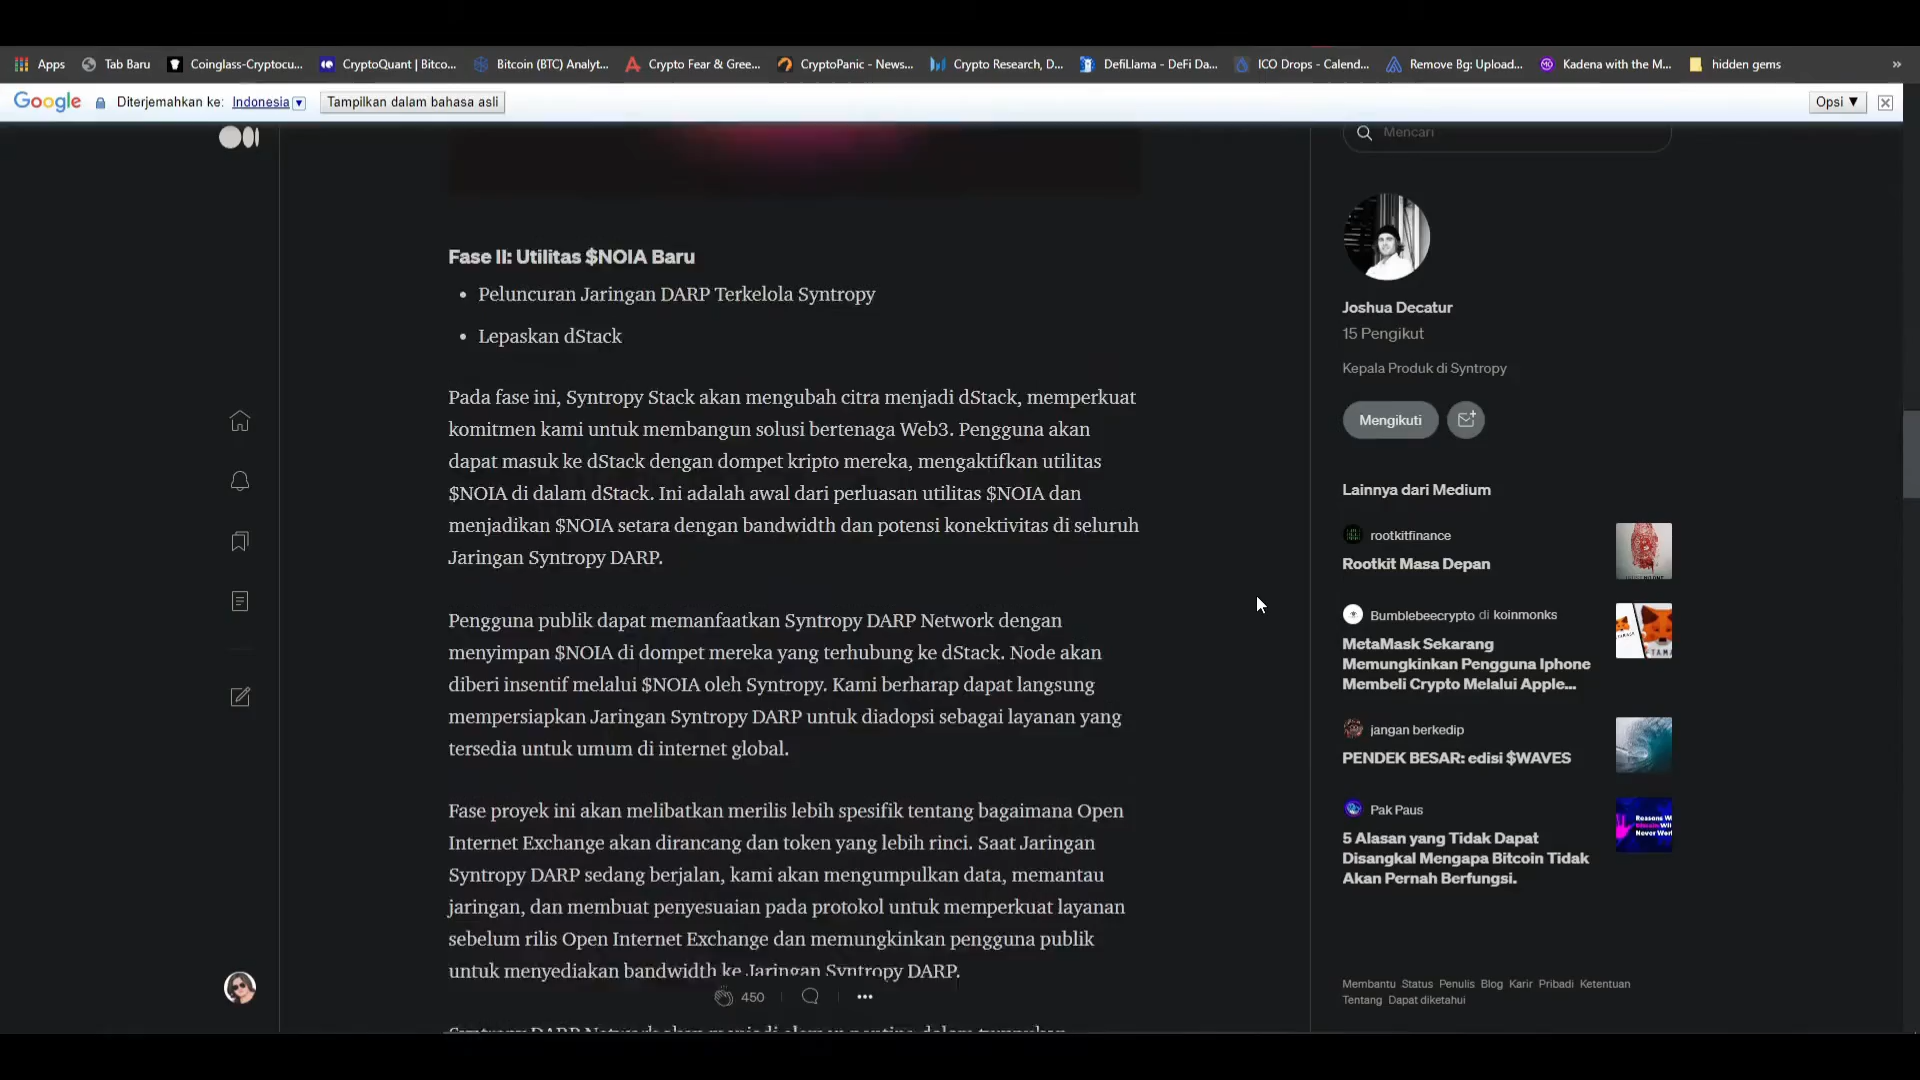 Apps
Tab Baru
Coinglass-Cryptocu...
CryptoQuant | Bitco...
Bitcoin (BTC) Analyt...
Crypto Fear & Gree...
CryptoPanic - News...
Crypto Research, D...
DefiLlama - DeFi Da...
ICO Drops - Calend...
Remove Bg: Upload...
Kadena with the M...
hidden gems
»
Google
Diterjemahkan ke: Indonesia
Tampilkan dalam bahasa asli
Opsi ▼
Mencari
Fase II: Utilitas $NOIA Baru
• Peluncuran Jaringan DARP Terkelola Syntropy
• Lepaskan dStack
Pada fase ini, Syntropy Stack akan mengubah citra menjadi dStack, memperkuat
komitmen kami untuk membangun solusi bertenaga Web3. Pengguna akan
dapat masuk ke dStack dengan dompet kripto mereka, mengaktifkan utilitas
$NOIA di dalam dStack. Ini adalah awal dari perluasan utilitas $NOIA dan
menjadikan $NOIA setara dengan bandwidth dan potensi konektivitas di seluruh
Jaringan Syntropy DARP.
Pengguna publik dapat memanfaatkan Syntropy DARP Network dengan
menyimpan $NOIA di dompet mereka yang terhubung ke dStack. Node akan
diberi insentif melalui $NOIA oleh Syntropy. Kami berharap dapat langsung
mempersiapkan Jaringan Syntropy DARP untuk diadopsi sebagai layanan yang
tersedia untuk umum di internet global.
Fase proyek ini akan melibatkan merilis lebih spesifik tentang bagaimana Open
Internet Exchange akan dirancang dan token yang lebih rinci. Saat Jaringan
Syntropy DARP sedang berjalan, kami akan mengumpulkan data, memantau
jaringan, dan membuat penyesuaian pada protokol untuk memperkuat layanan
sebelum rilis Open Internet Exchange dan memungkinkan pengguna publik
untuk menyediakan bandwidth ke Jaringan Syntropy DARP.
450
Joshua Decatur
15 Pengikut
Kepala Produk di Syntropy
Mengikuti
Lainnya dari Medium
rootkitfinance
Rootkit Masa Depan
Bumblebeecrypto di koinmonks
MetaMask Sekarang
Memungkinkan Pengguna Iphone
Membeli Crypto Melalui Apple...
jangan berkedip
PENDEK BESAR: edisi $WAVES
Pak Paus
5 Alasan yang Tidak Dapat
Disangkal Mengapa Bitcoin Tidak
Akan Pernah Berfungsi.
Membantu Status Penulis Blog Karir Pribadi Ketentuan
Tentang Dapat diketahui